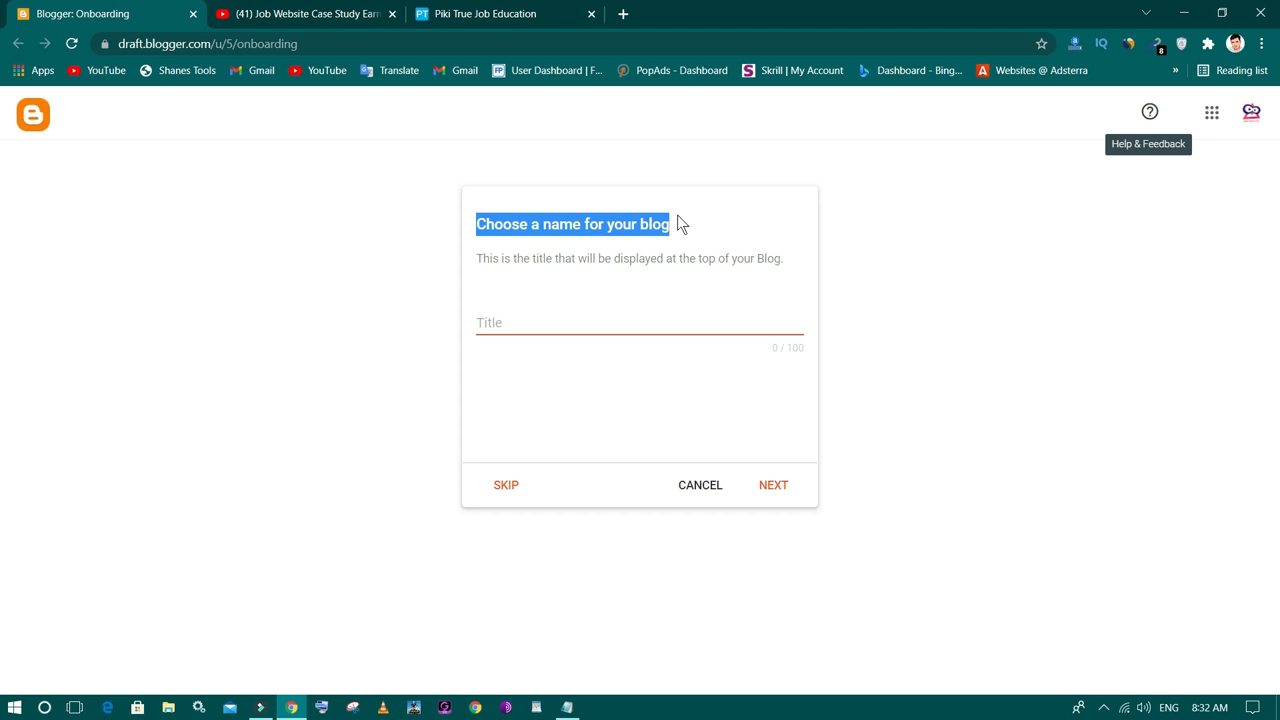 Blogger: Onboarding
(41) Job Website Case Study Earn
PT Piki True Job Education
draft.blogger.com/u/5/onboarding
8
Apps YouTube Shanes Tools Gmail YouTube Translate Gmail FP User Dashboard | F... PopAds - Dashboard S Skrill | My Account Dashboard - Bing... A Websites @ Adsterra » Reading list
Help & Feedback
Choose a name for your blog
This is the title that will be displayed at the top of your Blog.
Title
0 / 100
SKIP CANCEL NEXT
ENG 8:32 AM